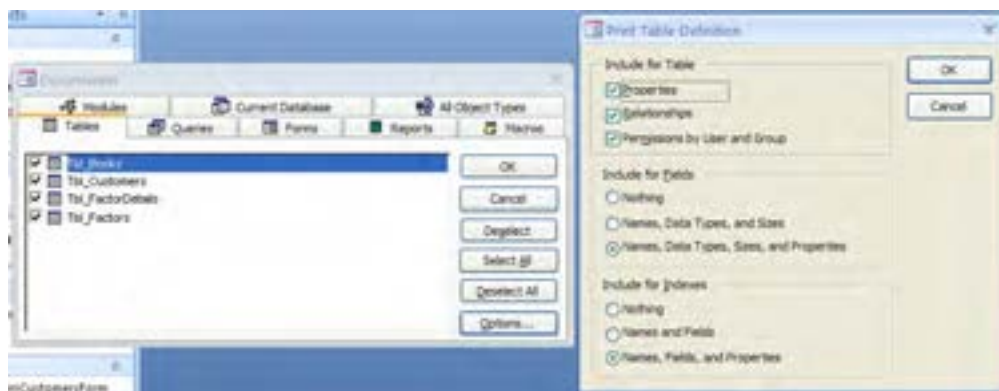 Documenter
Modules
Current Database
All Object Types
Tables
Queries
Forms
Reports
Macros
Tbl_Books
Tbl_Customers
Tbl_FactorDetails
Tbl_Factors
OK
Cancel
Deselect
Select All
Deselect All
Options...
Print Table Definition
Include for Table
Properties
Relationships
Permissions by User and Group
Include for Fields
Nothing
Names, Data Types, and Sizes
Names, Data Types, Sizes, and Properties
Include for Indexes
Nothing
Names and Fields
Names, Fields, and Properties
OK
Cancel
CustomersForm